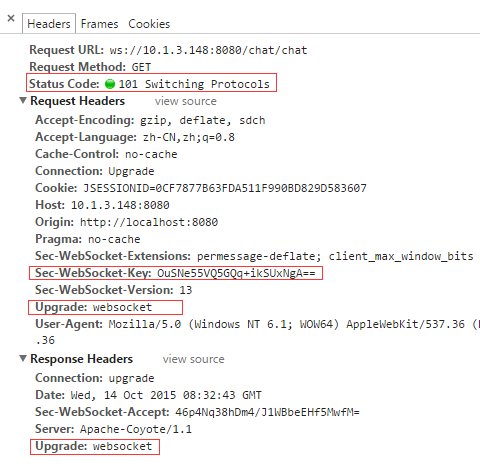 × Headers Frames Cookies
Request URL: ws://10.1.3.148:8080/chat/chat
Request Method: GET
Status Code: 101 Switching Protocols
Request Headers view source
Accept-Encoding: gzip, deflate, sdch
Accept-Language: zh-CN,zh;q=0.8
Cache-Control: no-cache
Connection: Upgrade
Cookie: JSESSIONID=0CF7877B63FDA511F990BD829D583607
Host: 10.1.3.148:8080
Origin: http://localhost:8080
Pragma: no-cache
Sec-WebSocket-Extensions: permessage-deflate; client_max_window_bits
Sec-WebSocket-Key: OuSNe55VQ5GQq+ikSUxNgA==
Sec-WebSocket-Version: 13
Upgrade: websocket
User-Agent: Mozilla/5.0 (Windows NT 6.1; WOW64) AppleWebKit/537.36 (
.36
Response Headers view source
Connection: upgrade
Date: Wed, 14 Oct 2015 08:32:43 GMT
Sec-WebSocket-Accept: 46p4Nq38hDm4/J1WBbeEHf5MwfM=
Server: Apache-Coyote/1.1
Upgrade: websocket